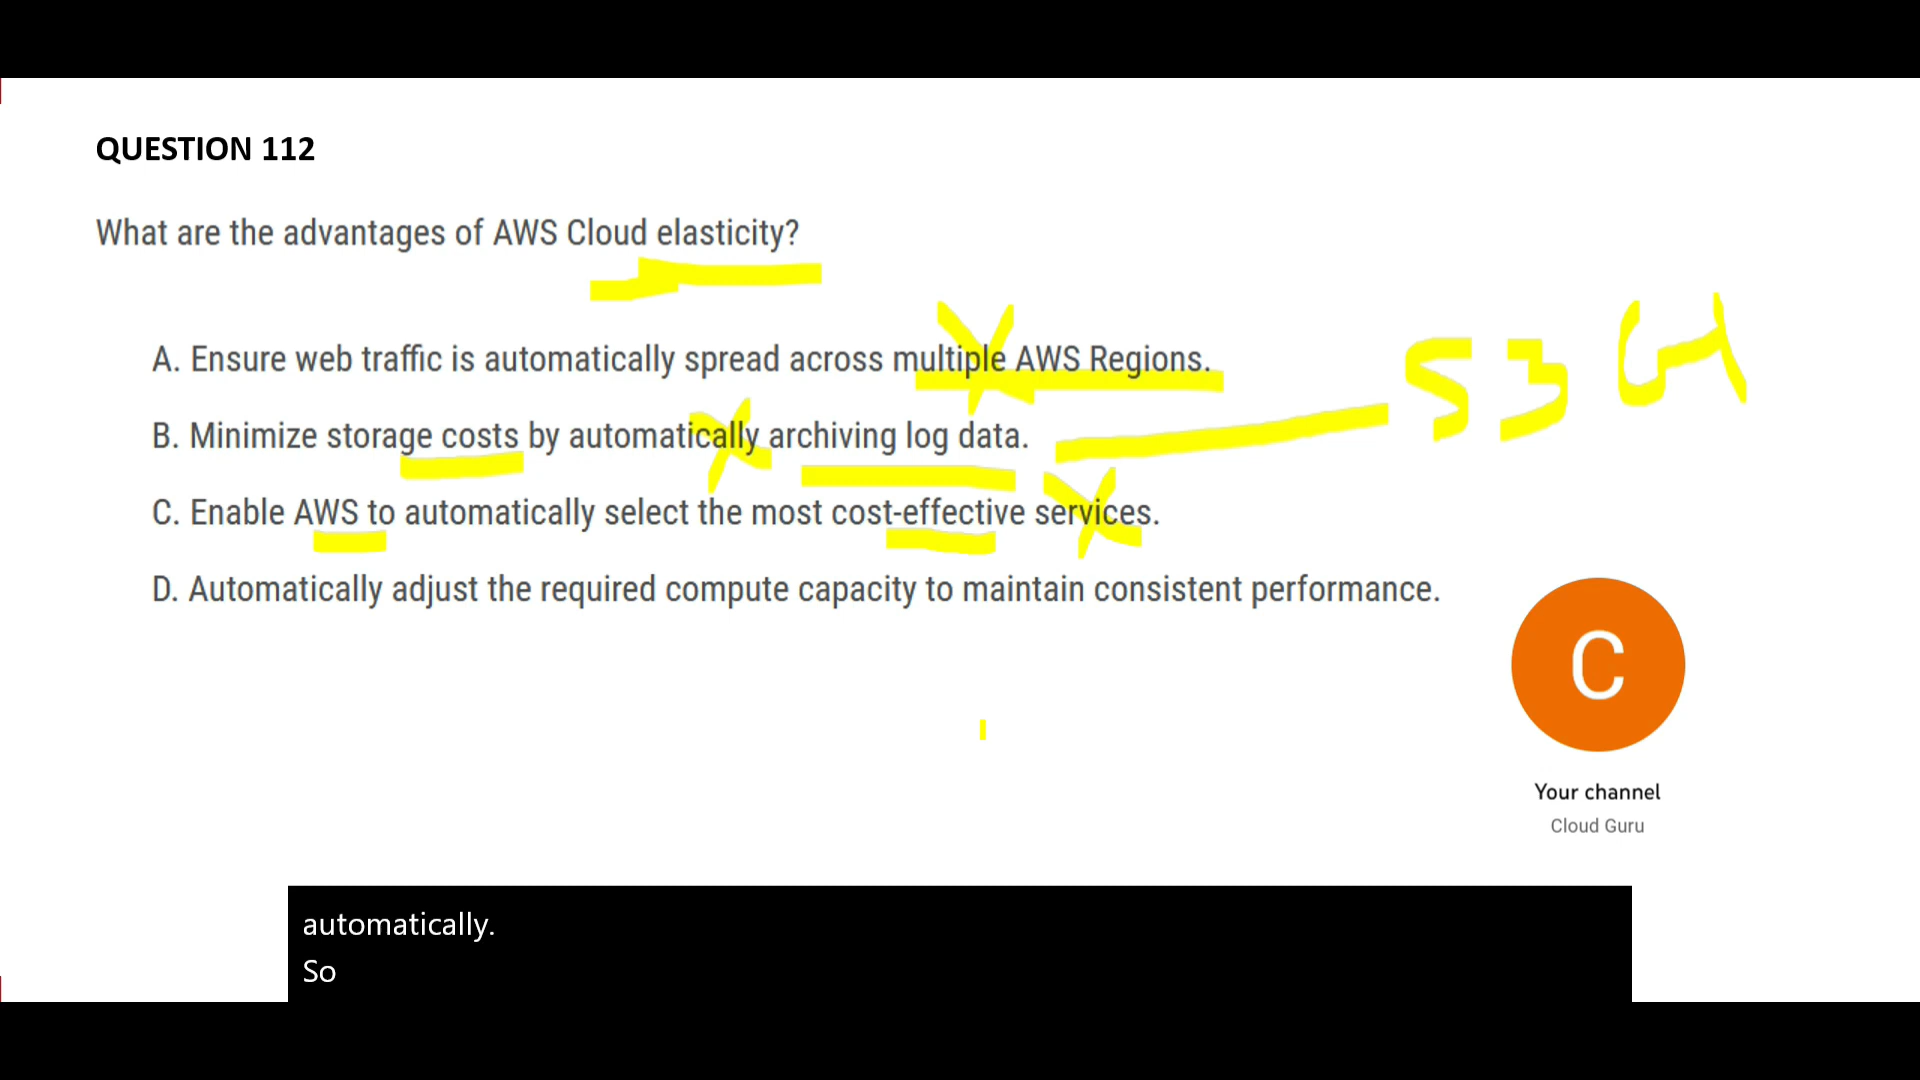 QUESTION 112
What are the advantages of AWS Cloud elasticity?
A. Ensure web traffic is automatically spread across multiple AWS Regions.
B. Minimize storage costs by automatically archiving log data.
S3
C. Enable AWS to automatically select the most cost-effective services.
D. Automatically adjust the required compute capacity to maintain consistent performance.
C
Your channel
Cloud Guru
automatically.
So